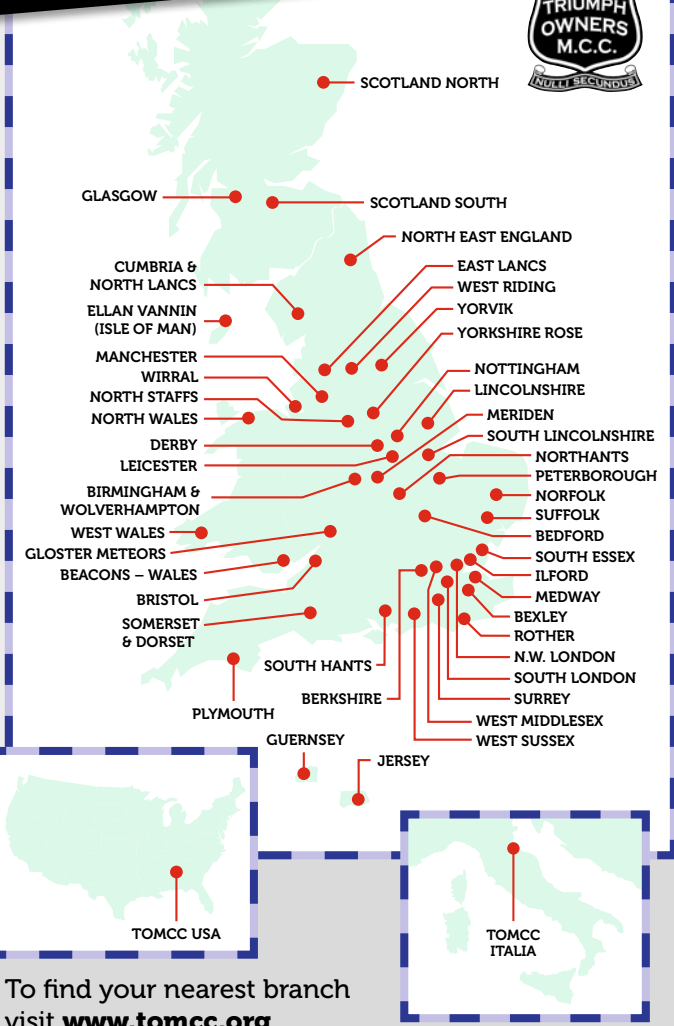 TRIUMPH
OWNERS
M.C.C.
NULLI SECUNDUS
SCOTLAND NORTH
GLASGOW
SCOTLAND SOUTH
NORTH EAST ENGLAND
CUMBRIA &
NORTH LANCS
EAST LANCS
WEST RIDING
ELLAN VANNIN
(ISLE OF MAN)
YORVIK
YORKSHIRE ROSE
MANCHESTER
WIRRAL
NORTH STAFFS
NORTH WALES
NOTTINGHAM
LINCOLNSHIRE
MERIDEN
SOUTH LINCOLNSHIRE
DERBY
LEICESTER
NORTHANTS
PETERBOROUGH
BIRMINGHAM &
WOLVERHAMPTON
NORFOLK
SUFFOLK
WEST WALES
BEDFORD
GLOSTER METEORS
SOUTH ESSEX
BEACONS – WALES
ILFORD
BRISTOL
MEDWAY
BEXLEY
SOMERSET
& DORSET
ROTHER
N.W. LONDON
SOUTH HANTS
SOUTH LONDON
BERKSHIRE
SURREY
PLYMOUTH
WEST MIDDLESEX
WEST SUSSEX
GUERNSEY
JERSEY
TOMCC USA
TOMCC
ITALIA
To find your nearest branch
visit www.tomcc.org